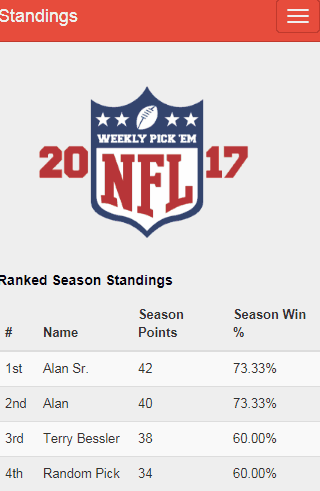 Standings
WEEKLY PICK 'EM
20 NFL 17
Ranked Season Standings
# Name Season Points Season Win %
1st Alan Sr. 42 73.33%
2nd Alan 40 73.33%
3rd Terry Bessler 38 60.00%
4th Random Pick 34 60.00%